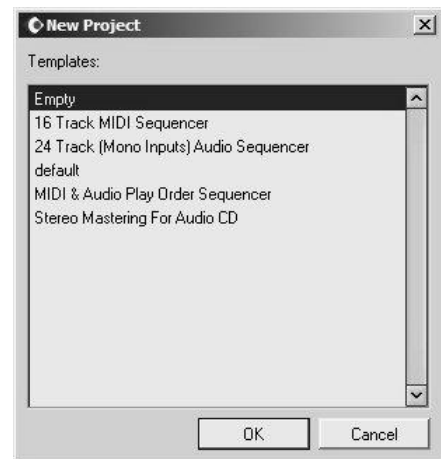 New Project
Templates:
Empty
16 Track MIDI Sequencer
24 Track (Mono Inputs) Audio Sequencer
default
MIDI & Audio Play Order Sequencer
Stereo Mastering For Audio CD
OK
Cancel